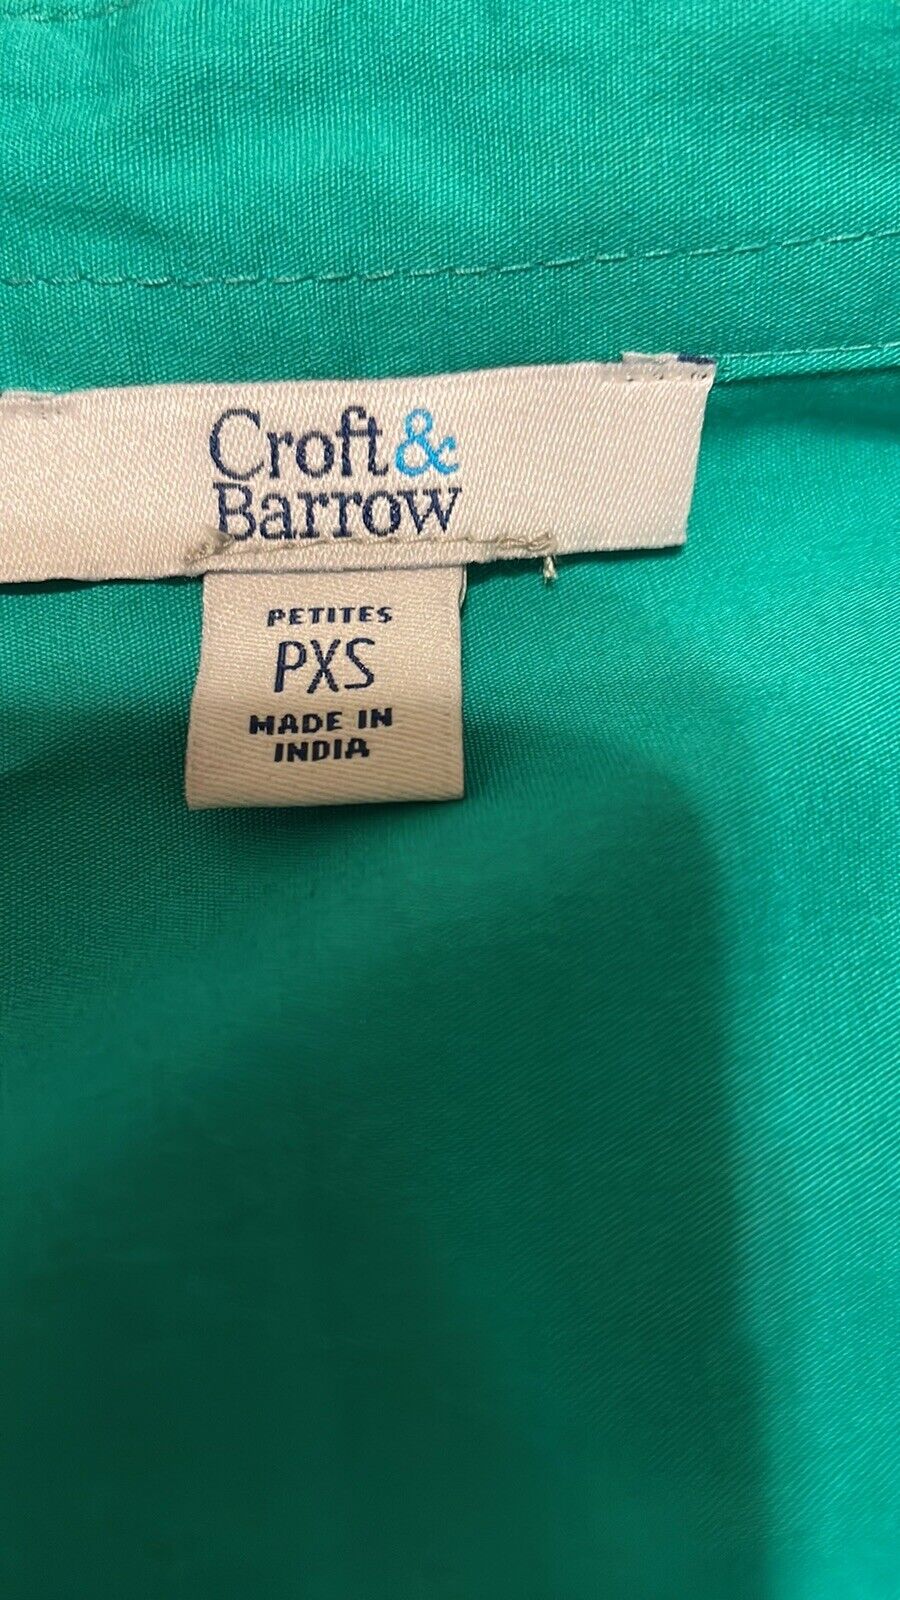 Croft &
Barrow
PETITES
PXS
MADE IN
INDIA